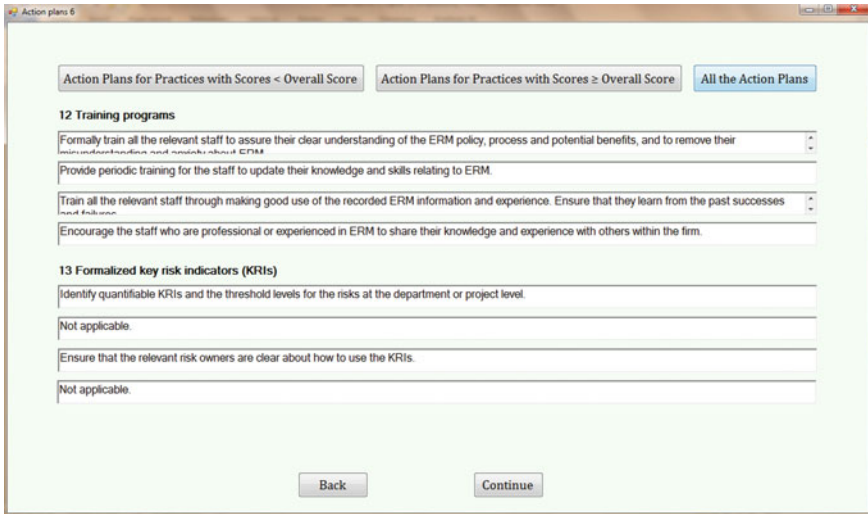 Action plans 6
Action Plans for Practices with Scores < Overall Score
Action Plans for Practices with Scores ≥ Overall Score
All the Action Plans
12 Training programs
Formally train all the relevant staff to assure their clear understanding of the ERM policy, process and potential benefits, and to remove their
misunderstanding and anxiety about ERM
Provide periodic training for the staff to update their knowledge and skills relating to ERM.
Train all the relevant staff through making good use of the recorded ERM information and experience. Ensure that they learn from the past successes
and failures
Encourage the staff who are professional or experienced in ERM to share their knowledge and experience with others within the firm.
13 Formalized key risk indicators (KRIs)
Identify quantifiable KRIs and the threshold levels for the risks at the department or project level.
Not applicable.
Ensure that the relevant risk owners are clear about how to use the KRIs.
Not applicable.
Back
Continue